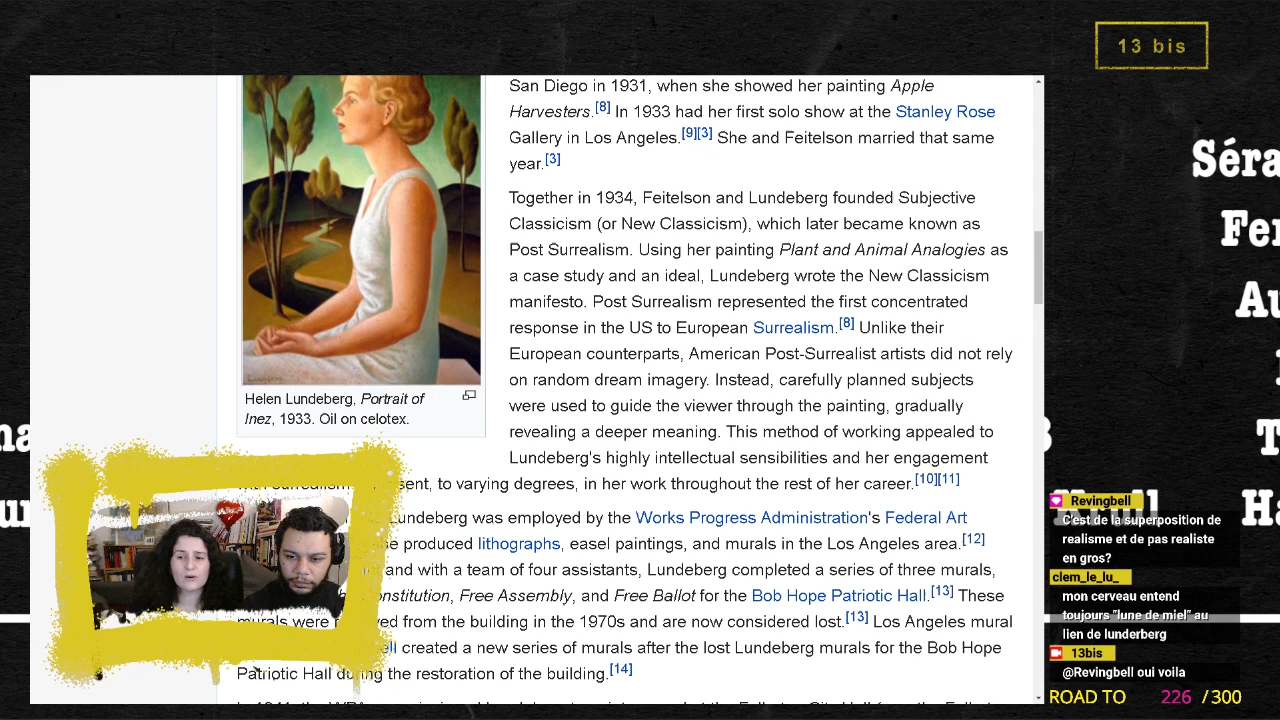 13 bis
San Diego in 1931, when she showed her painting Apple
Harvesters.[8] In 1933 had her first solo show at the Stanley Rose
Gallery in Los Angeles.[9][3] She and Feitelson married that same
year.[3]
Together in 1934, Feitelson and Lundeberg founded Subjective
Classicism (or New Classicism), which later became known as
Post Surrealism. Using her painting Plant and Animal Analogies as
a case study and an ideal, Lundeberg wrote the New Classicism
manifesto. Post Surrealism represented the first concentrated
response in the US to European Surrealism.[8] Unlike their
European counterparts, American Post-Surrealist artists did not rely
on random dream imagery. Instead, carefully planned subjects
were used to guide the viewer through the painting, gradually
revealing a deeper meaning. This method of working appealed to
Lundeberg's highly intellectual sensibilities and her engagement
sent, to varying degrees, in her work throughout the rest of her career.[10][11]
Helen Lundeberg, Portrait of
Inez, 1933. Oil on celotex.
Lundeberg was employed by the Works Progress Administration's Federal Art
produced lithographs, easel paintings, and murals in the Los Angeles area.[12]
and with a team of four assistants, Lundeberg completed a series of three murals,
Constitution, Free Assembly, and Free Ballot for the Bob Hope Patriotic Hall.[13] These
murals were from the building in the 1970s and are now considered lost.[13] Los Angeles mural
created a new series of murals after the lost Lundeberg murals for the Bob Hope
Patriotic Hall during the restoration of the building.[14]
Séra
Fer
Au
T
Ha
Revingbell
C'est de la superposition de
realisme et de pas realiste
en gros?
clem_le_lu_
mon cerveau entend
toujours "lune de miel" au
lien de lunderberg
13bis
@Revingbell oui voila
ROAD TO 226 / 300